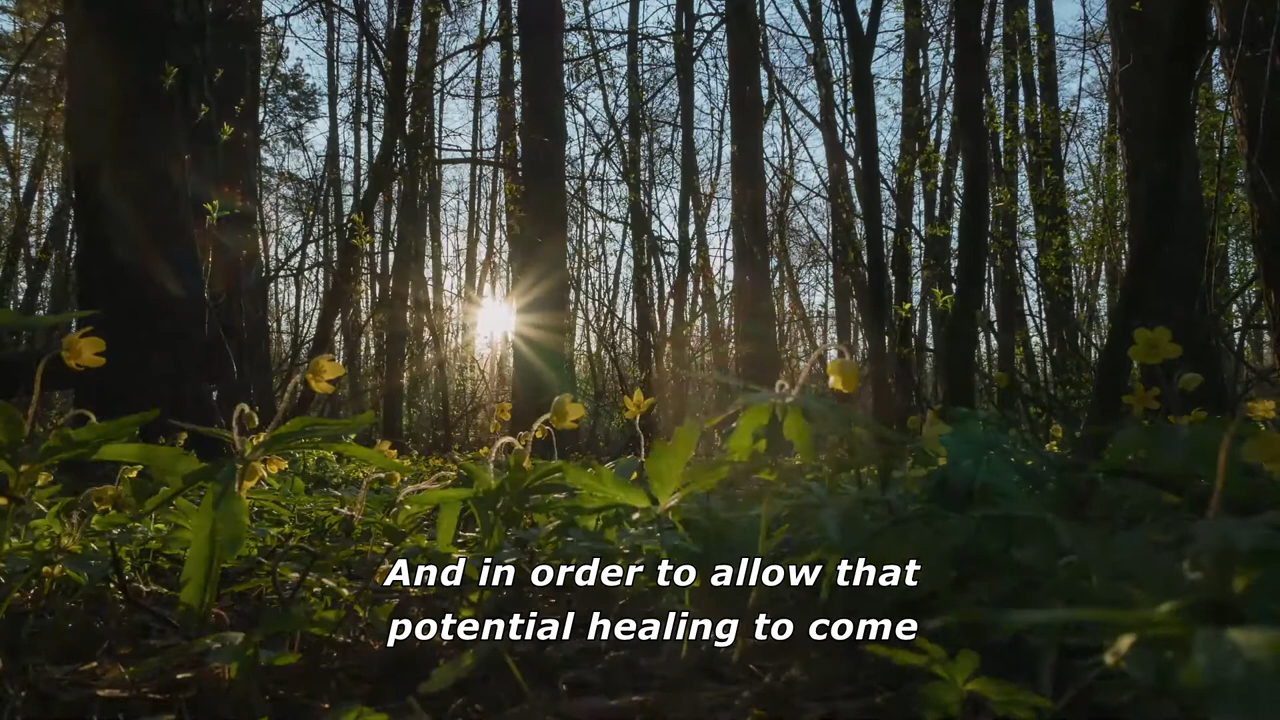 And in order to allow that
potential healing to come